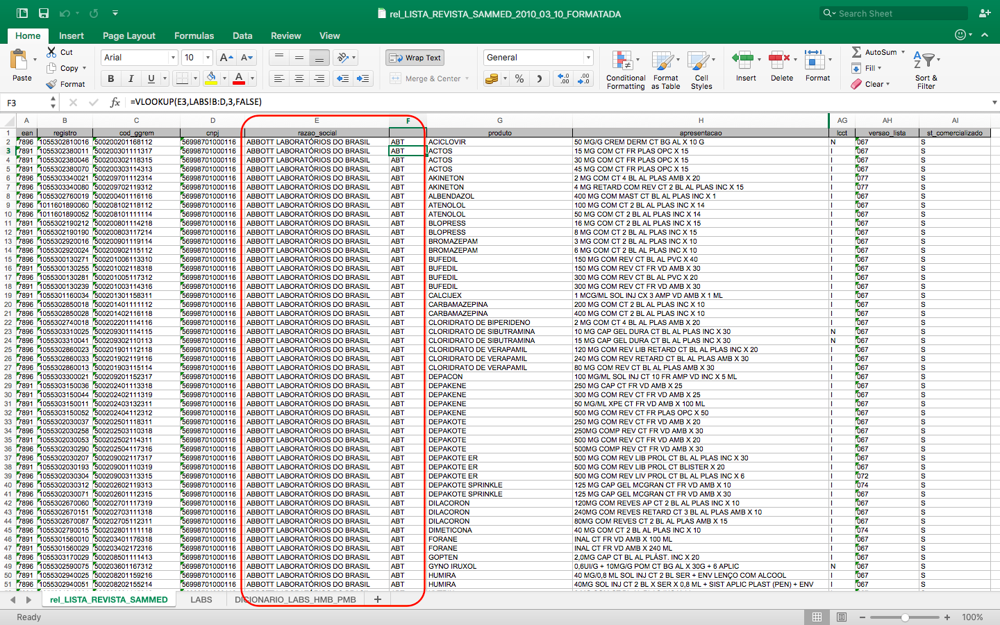 rel_LISTA_REVISTA_SAMMED_2010_03_10_FORMATADA
Search Sheet
Home Insert Page Layout Formulas Data Review View
Paste Cut Copy Format
Arial 10 A A
B I U A
Wrap Text
Merge & Center
General
%
Conditional Formatting
Format as Table
Cell Styles
Insert Delete Format
AutoSum
Fill
Clear
Sort & Filter
F3 fx =VLOOKUP(E3,LABS!B:D,3,FALSE)
A B C D E F G H AG AH AI
1 ean registro cod_ggrem cnpj razao_social produto apresentacao lcct versao_lista st_comercializado
2 7896 1055302810016 500200201168112 56998701000116 ABBOTT LABORATÓRIOS DO BRASIL ABT ACICLOVIR 50 MG/G CREM DERM CT BG AL X 10 G N 067 S
3 7891 1055302380011 500200301111317 56998701000116 ABBOTT LABORATÓRIOS DO BRASIL ABT ACTOS 15 MG COM CT FR PLAS OPC X 15 I 067 S
4 7891 1055302380046 500200302118315 56998701000116 ABBOTT LABORATÓRIOS DO BRASIL ABT ACTOS 30 MG COM CT FR PLAS OPC X 15 I 067 S
5 7891 1055302380070 500200303114313 56998701000116 ABBOTT LABORATÓRIOS DO BRASIL ABT ACTOS 45 MG COM CT FR PLAS OPC X 15 I 067 S
6 7896 1055303340021 500209701112314 56998701000116 ABBOTT LABORATÓRIOS DO BRASIL ABT AKINETON 2 MG COM CT 4 BL AL PLAS AMB X 20 I 077 S
7 7896 1055303340080 500209702119312 56998701000116 ABBOTT LABORATÓRIOS DO BRASIL ABT AKINETON 4 MG RETARD COM REV CT 2 BL AL PLAS INC X 15 I 077 S
8 7896 1055302760019 500200401116116 56998701000116 ABBOTT LABORATÓRIOS DO BRASIL ABT ALBENDAZOL 400 MG COM MAST CT BL AL PLAS INC X 1 I 067 S
9 7896 1011601890060 500208102118112 56998701000116 ABBOTT LABORATÓRIOS DO BRASIL ABT ATENOLOL 100 MG COM CT 2 BL AL PLAS INC X 14 I 067 S
10 7896 1011601890052 500208101111114 56998701000116 ABBOTT LABORATÓRIOS DO BRASIL ABT ATENOLOL 50 MG COM CT 2 BL AL PLAS INC X 14 I 067 S
11 7891 1055302190212 500200801114218 56998701000116 ABBOTT LABORATÓRIOS DO BRASIL ABT BLOPRESS 16 MG COM CT 2 BL AL PLAS INC X 15 I 067 S
12 7891 1055302190190 500200803117214 56998701000116 ABBOTT LABORATÓRIOS DO BRASIL ABT BLOPRESS 8 MG COM CT 2 BL AL PLAS INC X 15 I 067 S
13 7896 1055302920016 500200901119114 56998701000116 ABBOTT LABORATÓRIOS DO BRASIL ABT BROMAZEPAM 3 MG COM CT 2 BL AL PLAS INC X 10 I 067 S
14 7896 1055302920024 500200902115112 56998701000116 ABBOTT LABORATÓRIOS DO BRASIL ABT BROMAZEPAM 6 MG COM CT 2 BL AL PLAS INC X 10 I 067 S
15 7896 1055300130271 500201006113310 56998701000116 ABBOTT LABORATÓRIOS DO BRASIL ABT BUFEDIL 150 MG COM REV CT BL AL PVC X 40 I 067 S
16 7891 1055300130255 500201002118318 56998701000116 ABBOTT LABORATÓRIOS DO BRASIL ABT BUFEDIL 150 MG COM REV CT FR VD AMB X 30 I 067 S
17 7896 1055300130281 500201005117312 56998701000116 ABBOTT LABORATÓRIOS DO BRASIL ABT BUFEDIL 300 MG COM REV CT BL AL PVC X 20 I 067 S
18 7891 1055300130239 500201003114316 56998701000116 ABBOTT LABORATÓRIOS DO BRASIL ABT BUFEDIL 300 MG COM REV CT FR VD AMB X 30 I 067 S
19 7891 1055301160034 500201301158311 56998701000116 ABBOTT LABORATÓRIOS DO BRASIL ABT CALCIJEX 1 MCG/ML SOL INJ CX 3 AMP VD AMB X 1 ML I 067 S
20 7896 1055302850018 500201401111112 56998701000116 ABBOTT LABORATÓRIOS DO BRASIL ABT CARBAMAZEPINA 200 MG COM CT 2 BL AL PLAS INC X 10 I 067 S
21 7896 1055302850028 500201402116118 56998701000116 ABBOTT LABORATÓRIOS DO BRASIL ABT CARBAMAZEPINA 400 MG COM CT 2 BL AL PLAS INC X 10 I 067 S
22 7896 1055302740018 500202201114116 56998701000116 ABBOTT LABORATÓRIOS DO BRASIL ABT CLORIDRATO DE BIPERIDENO 2 MG COM CT 4 BL AL PLAS AMB X 20 I 067 S
23 7896 1055303310025 500209301114115 56998701000116 ABBOTT LABORATÓRIOS DO BRASIL ABT CLORIDRATO DE SIBUTRAMINA 10 MG CAP GEL DURA CT BL AL PLAS INC X 30 N 067 S
24 7896 1055303310041 500209302110113 56998701000116 ABBOTT LABORATÓRIOS DO BRASIL ABT CLORIDRATO DE SIBUTRAMINA 15 MG CAP GEL DURA CT BL AL PLAS INC X 30 N 067 S
25 7896 1055302860023 500201901112118 56998701000116 ABBOTT LABORATÓRIOS DO BRASIL ABT CLORIDRATO DE VERAPAMIL 120 MG COM REV LIB RETARD CT BL AL PLAS INC X 20 I 067 S
26 7896 1055302860033 500201902119116 56998701000116 ABBOTT LABORATÓRIOS DO BRASIL ABT CLORIDRATO DE VERAPAMIL 240 MG COM REV RETARD CT BL AL PLAS AMB X 30 I 067 S
27 7896 1055302860013 500201903115114 56998701000116 ABBOTT LABORATÓRIOS DO BRASIL ABT CLORIDRATO DE VERAPAMIL 80 MG COM REV CT BL AL PLAS AMB X 30 I 067 S
28 7891 1055303300021 500209201152317 56998701000116 ABBOTT LABORATÓRIOS DO BRASIL ABT DEPACON 100 MG/ML SOL INJ CT 10 FR AMP VD INC X 5 ML I 067 S
29 7891 1055303150036 500202401113318 56998701000116 ABBOTT LABORATÓRIOS DO BRASIL ABT DEPAKENE 250 MG CAP CT FR VD AMB X 25 I 067 S
30 7891 1055303150044 500202402111319 56998701000116 ABBOTT LABORATÓRIOS DO BRASIL ABT DEPAKENE 300 MG COM REV CT FR VD AMB X 25 I 067 S
31 7891 1055303150011 500202403132311 56998701000116 ABBOTT LABORATÓRIOS DO BRASIL ABT DEPAKENE 50 MG/ML XPE CT FR VD AMB X 100 ML I 067 S
32 7896 1055303150052 500202404112312 56998701000116 ABBOTT LABORATÓRIOS DO BRASIL ABT DEPAKENE 500 MG COM REV CT FR PLAS OPC X 50 I 067 S
33 7891 1055302030037 500202501118311 56998701000116 ABBOTT LABORATÓRIOS DO BRASIL ABT DEPAKOTE 250 MG COM REV CT FR VD AMB X 20 I 067 S
34 7896 1055302030258 500202503110318 56998701000116 ABBOTT LABORATÓRIOS DO BRASIL ABT DEPAKOTE 250MG COMP REV CT FR VD AMB X 30 I 067 S
35 7891 1055302030053 500202502114311 56998701000116 ABBOTT LABORATÓRIOS DO BRASIL ABT DEPAKOTE 500 MG COM REV CT FR VD AMB X 20 I 067 S
36 7896 1055302030290 500202504117316 56998701000116 ABBOTT LABORATÓRIOS DO BRASIL ABT DEPAKOTE 500MG COMP REV CT FR VD AMB X 30 I 067 S
37 7896 1055302030207 500209002117317 56998701000116 ABBOTT LABORATÓRIOS DO BRASIL ABT DEPAKOTE ER 500 MG COM REV LIB PROL CT BL AL PLAS INC X 30 I 067 S
38 7891 1055302030193 500209001110319 56998701000116 ABBOTT LABORATÓRIOS DO BRASIL ABT DEPAKOTE ER 500 MG COM REV LIB PROL CT BLISTER X 20 I 067 S
39 7896 1055302030304 500209003113315 56998701000116 ABBOTT LABORATÓRIOS DO BRASIL ABT DEPAKOTE ER 500 MG COM REV LIV PROL CT BL AL PLAS INC X 6 I 072 S
40 7896 1055302030312 500202602119313 56998701000116 ABBOTT LABORATÓRIOS DO BRASIL ABT DEPAKOTE SPRINKLE 125 MG CAP GEL MCGRAN CT FR VD AMB X 10 I 074 S
41 7896 1055302030071 500202601112315 56998701000116 ABBOTT LABORATÓRIOS DO BRASIL ABT DEPAKOTE SPRINKLE 125 MG CAP GEL MCGRAN CT FR VD AMB X 30 I 067 S
42 7896 1055302670060 500202701117319 56998701000116 ABBOTT LABORATÓRIOS DO BRASIL ABT DILACORON 120MG COM REVES AP CT 2 BL AL PLAS INC X 10 I 067 S
43 7896 1055302670151 500202703111318 56998701000116 ABBOTT LABORATÓRIOS DO BRASIL ABT DILACORON 240MG COM REVES RETARD CT 3 BL AL PLAS AMB X 10 I 067 S
44 7896 1055302670087 500202705112311 56998701000116 ABBOTT LABORATÓRIOS DO BRASIL ABT DILACORON 80MG COM REVES CT 2 BL AL PLAS AMB X 15 I 067 S
45 7896 1055302790015 500202801111118 56998701000116 ABBOTT LABORATÓRIOS DO BRASIL ABT DIMETICONA 40 MG COM CT 2 BL AL PLAS INC X 10 I 074 S
46 7891 1055301560010 500203401176318 56998701000116 ABBOTT LABORATÓRIOS DO BRASIL ABT FORANE INAL CT FR VD AMB X 100 ML I 067 S
47 7891 1055301560029 500203402172316 56998701000116 ABBOTT LABORATÓRIOS DO BRASIL ABT FORANE INAL CT FR VD AMB X 240 ML I 067 S
48 7896 1055303170029 500208501111413 56998701000116 ABBOTT LABORATÓRIOS DO BRASIL ABT GOPTEN 2,0MG CAP CT BL AL PLÁST. INC X 20 I 067 S
49 7896 1055302590075 500203601167312 56998701000116 ABBOTT LABORATÓRIOS DO BRASIL ABT GYNO IRUXOL 0,6UI/G + 10MG/G POM CT BG AL X 30G + 6 APLIC N 067 S
50 7891 1055302940025 500208201159216 56998701000116 ABBOTT LABORATÓRIOS DO BRASIL ABT HUMIRA 40 MG/0,8 ML SOL INJ CT 2 BL SER + ENV LENÇO COM ALCOOL I 067 S
51 7896 1055302940051 500208202155214 56998701000116 ABBOTT LABORATÓRIOS DO BRASIL ABT HUMIRA 40MG SOL INJ CT 2 BL X SER X 0,8 ML + SIST APLIC PLAST (PEN) + ENV I 067 S
rel_LISTA_REVISTA_SAMMED LABS DICIONARIO_LABS_HMB_PMB +
Ready 100%